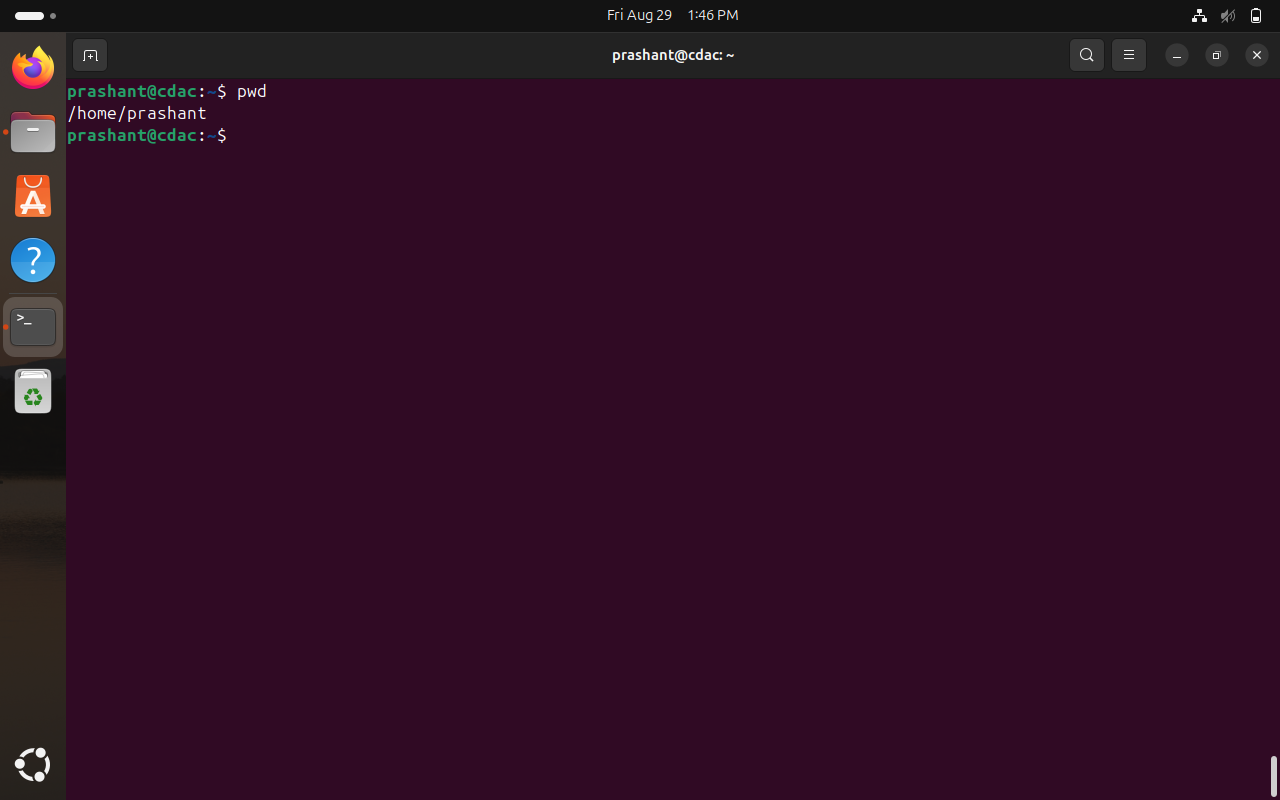 Fri Aug 29 1:46 PM
prashant@cdac: ~
prashant@cdac:~$ pwd
/home/prashant
prashant@cdac:~$